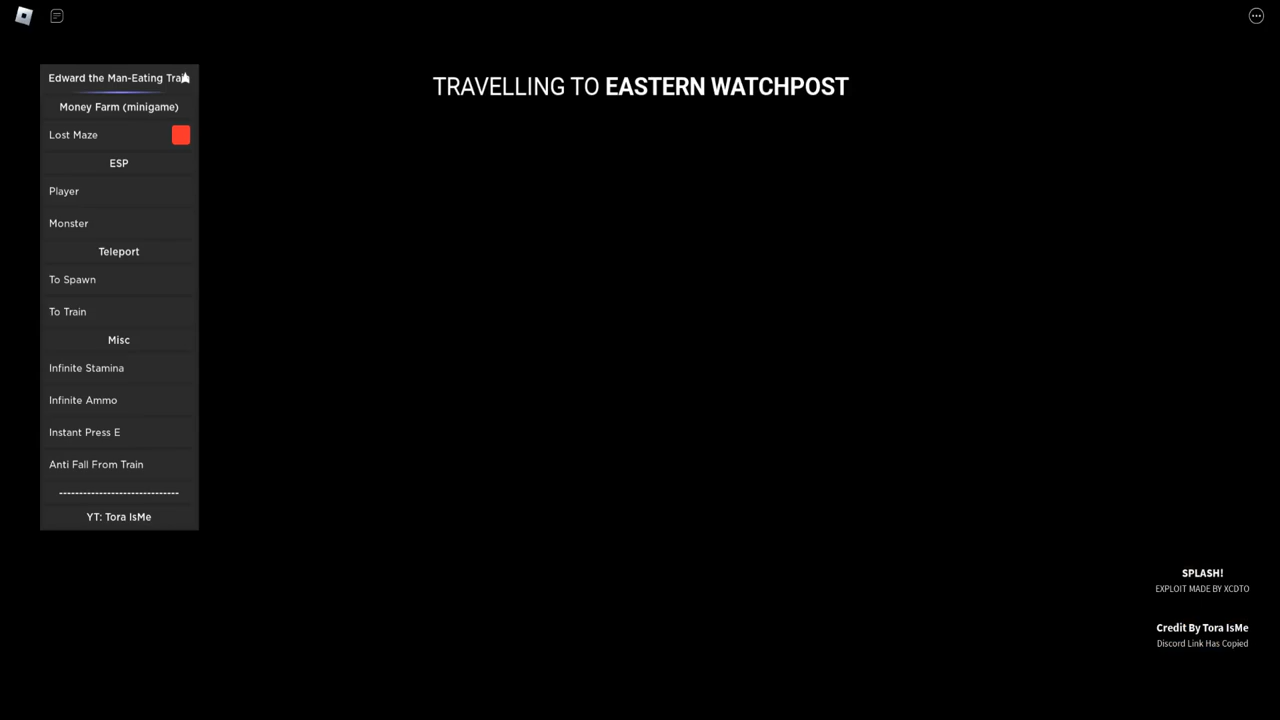 Edward the Man-Eating Train
TRAVELLING TO EASTERN WATCHPOST
Money Farm (minigame)
Lost Maze
ESP
Player
Monster
Teleport
To Spawn
To Train
Misc
Infinite Stamina
Infinite Ammo
Instant Press E
Anti Fall From Train
------------------------------
YT: Tora IsMe
SPLASH!
EXPLOIT MADE BY XCDTO
Credit By Tora IsMe
Discord Link Has Copied